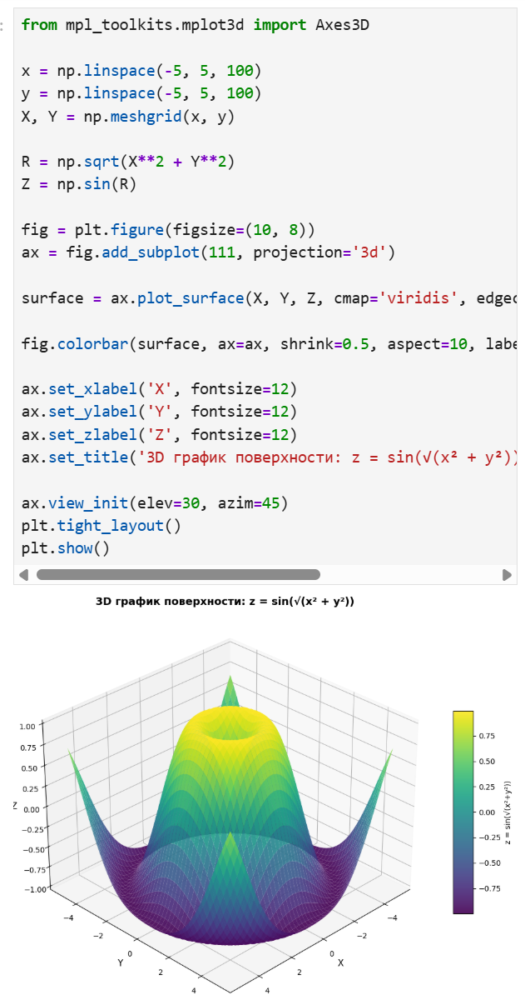 :
from mpl_toolkits.mplot3d import Axes3D
x = np.linspace(-5, 5, 100)
y = np.linspace(-5, 5, 100)
X, Y = np.meshgrid(x, y)
R = np.sqrt(X**2 + Y**2)
Z = np.sin(R)
fig = plt.figure(figsize=(10, 8))
ax = fig.add_subplot(111, projection='3d')
surface = ax.plot_surface(X, Y, Z, cmap='viridis', edgec
fig.colorbar(surface, ax=ax, shrink=0.5, aspect=10, labe
ax.set_xlabel('X', fontsize=12)
ax.set_ylabel('Y', fontsize=12)
ax.set_zlabel('Z', fontsize=12)
ax.set_title('3D график поверхности: z = sin(√(x² + y²))
ax.view_init(elev=30, azim=45)
plt.tight_layout()
plt.show()
3D график поверхности: z = sin(√(x² + y²))
1.00
0.75
0.50
0.25
0.00
−0.25
−0.50
−0.75
−1.00
Z
−4
−2
0
2
4
Y
−4
−2
0
2
4
X
0.75
0.50
0.25
0.00
−0.25
−0.50
−0.75
z = sin(√(x²+y²))